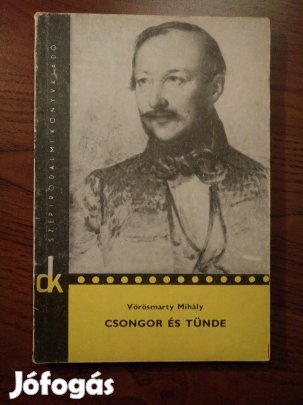 SZÉPIRODALMI KÖNYVKIADÓ
dk
Vörösmarty Mihály
CSONGOR ÉS TÜNDE
Jófogás